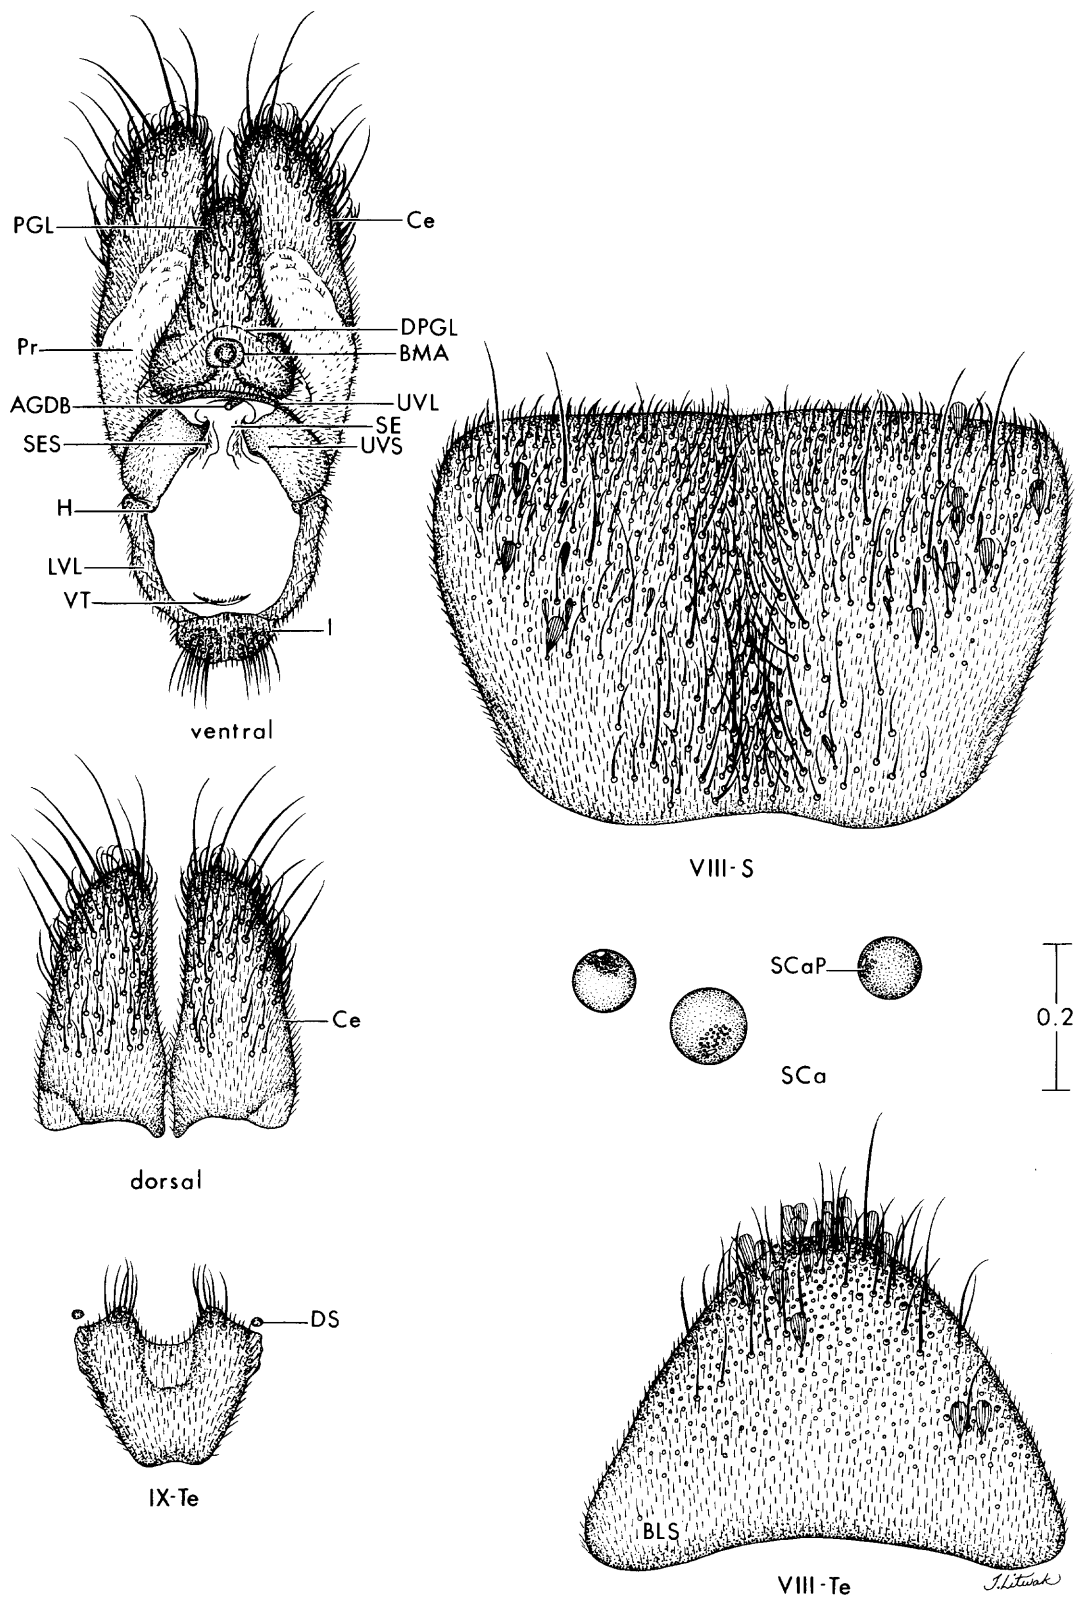 PGL
Ce
DPGL
Pr
BMA
AGDB
UVL
SE
SES
UVS
H
LVL
VT
I
ventral
VIII-S
SCaP
0.2
Ce
SCa
dorsal
DS
IX-Te
BLS
VIII-Te
T. Litwak